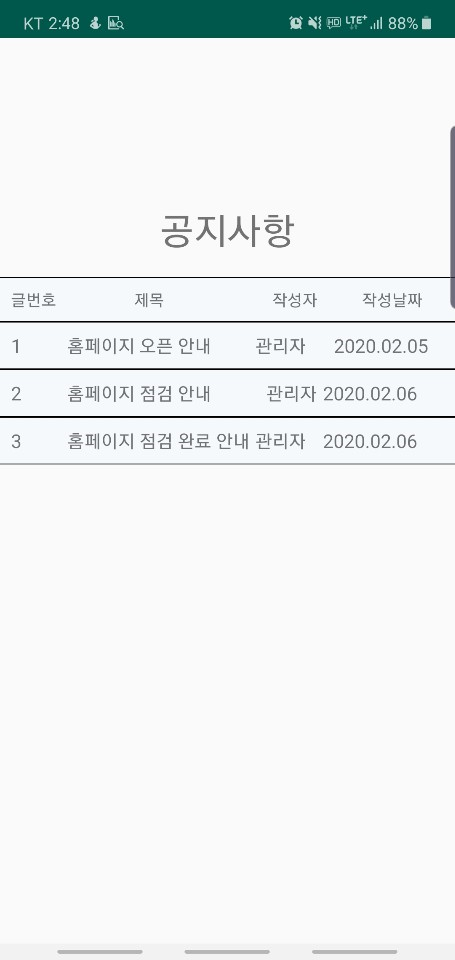 KT 2:48 HD LTE+ 88%
공지사항
글번호 제목 작성자 작성날짜
1 홈페이지 오픈 안내 관리자 2020.02.05
2 홈페이지 점검 안내 관리자 2020.02.06
3 홈페이지 점검 완료 안내 관리자 2020.02.06